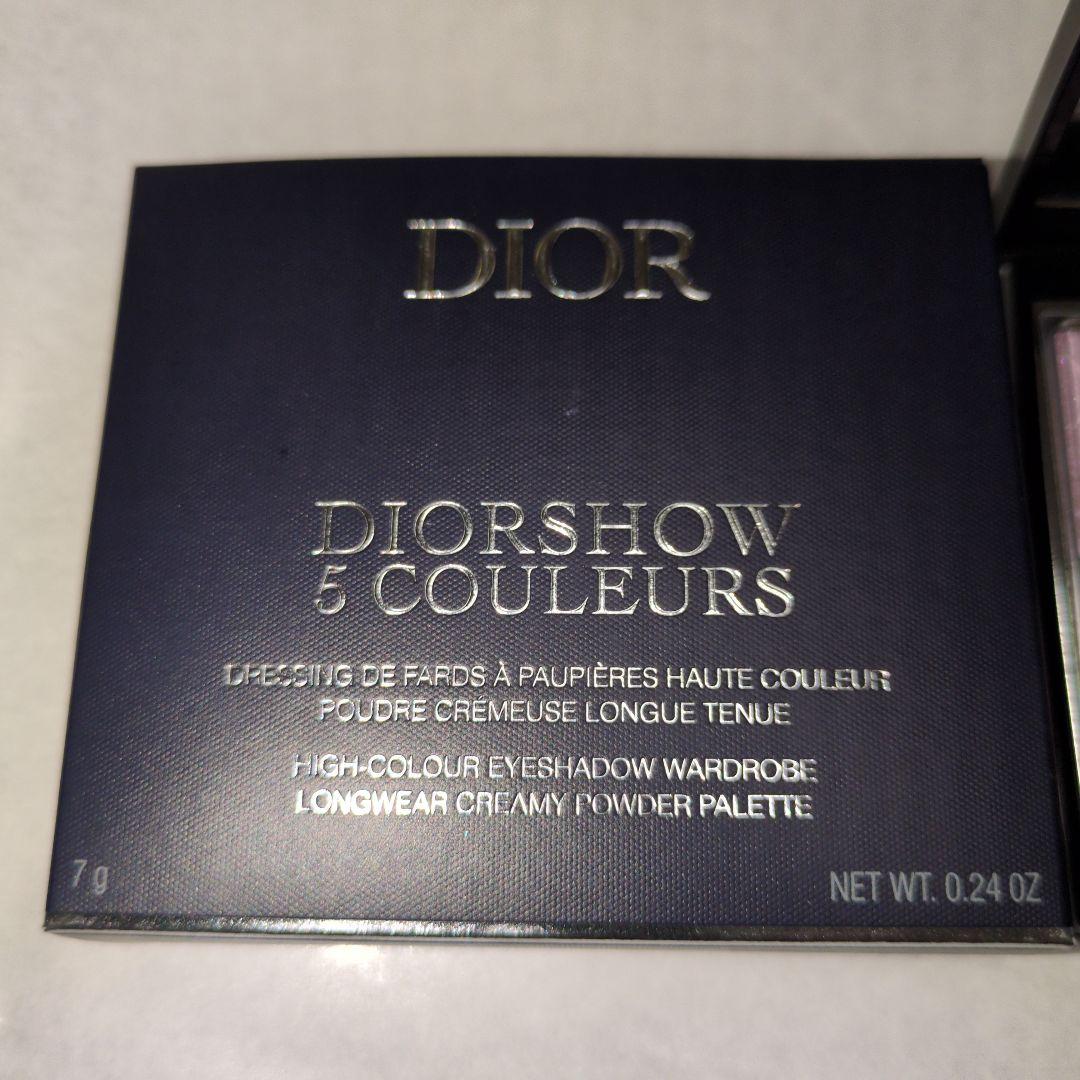 DIOR
DIORSHOW
5 COULEURS
DRESSING DE FARDS À PAUPIÈRES HAUTE COULEUR
POUDRE CRÉMEUSE LONGUE TENUE
HIGH-COLOUR EYESHADOW WARDROBE
LONGWEAR CREAMY POWDER PALETTE
7 g
NET WT. 0.24 OZ